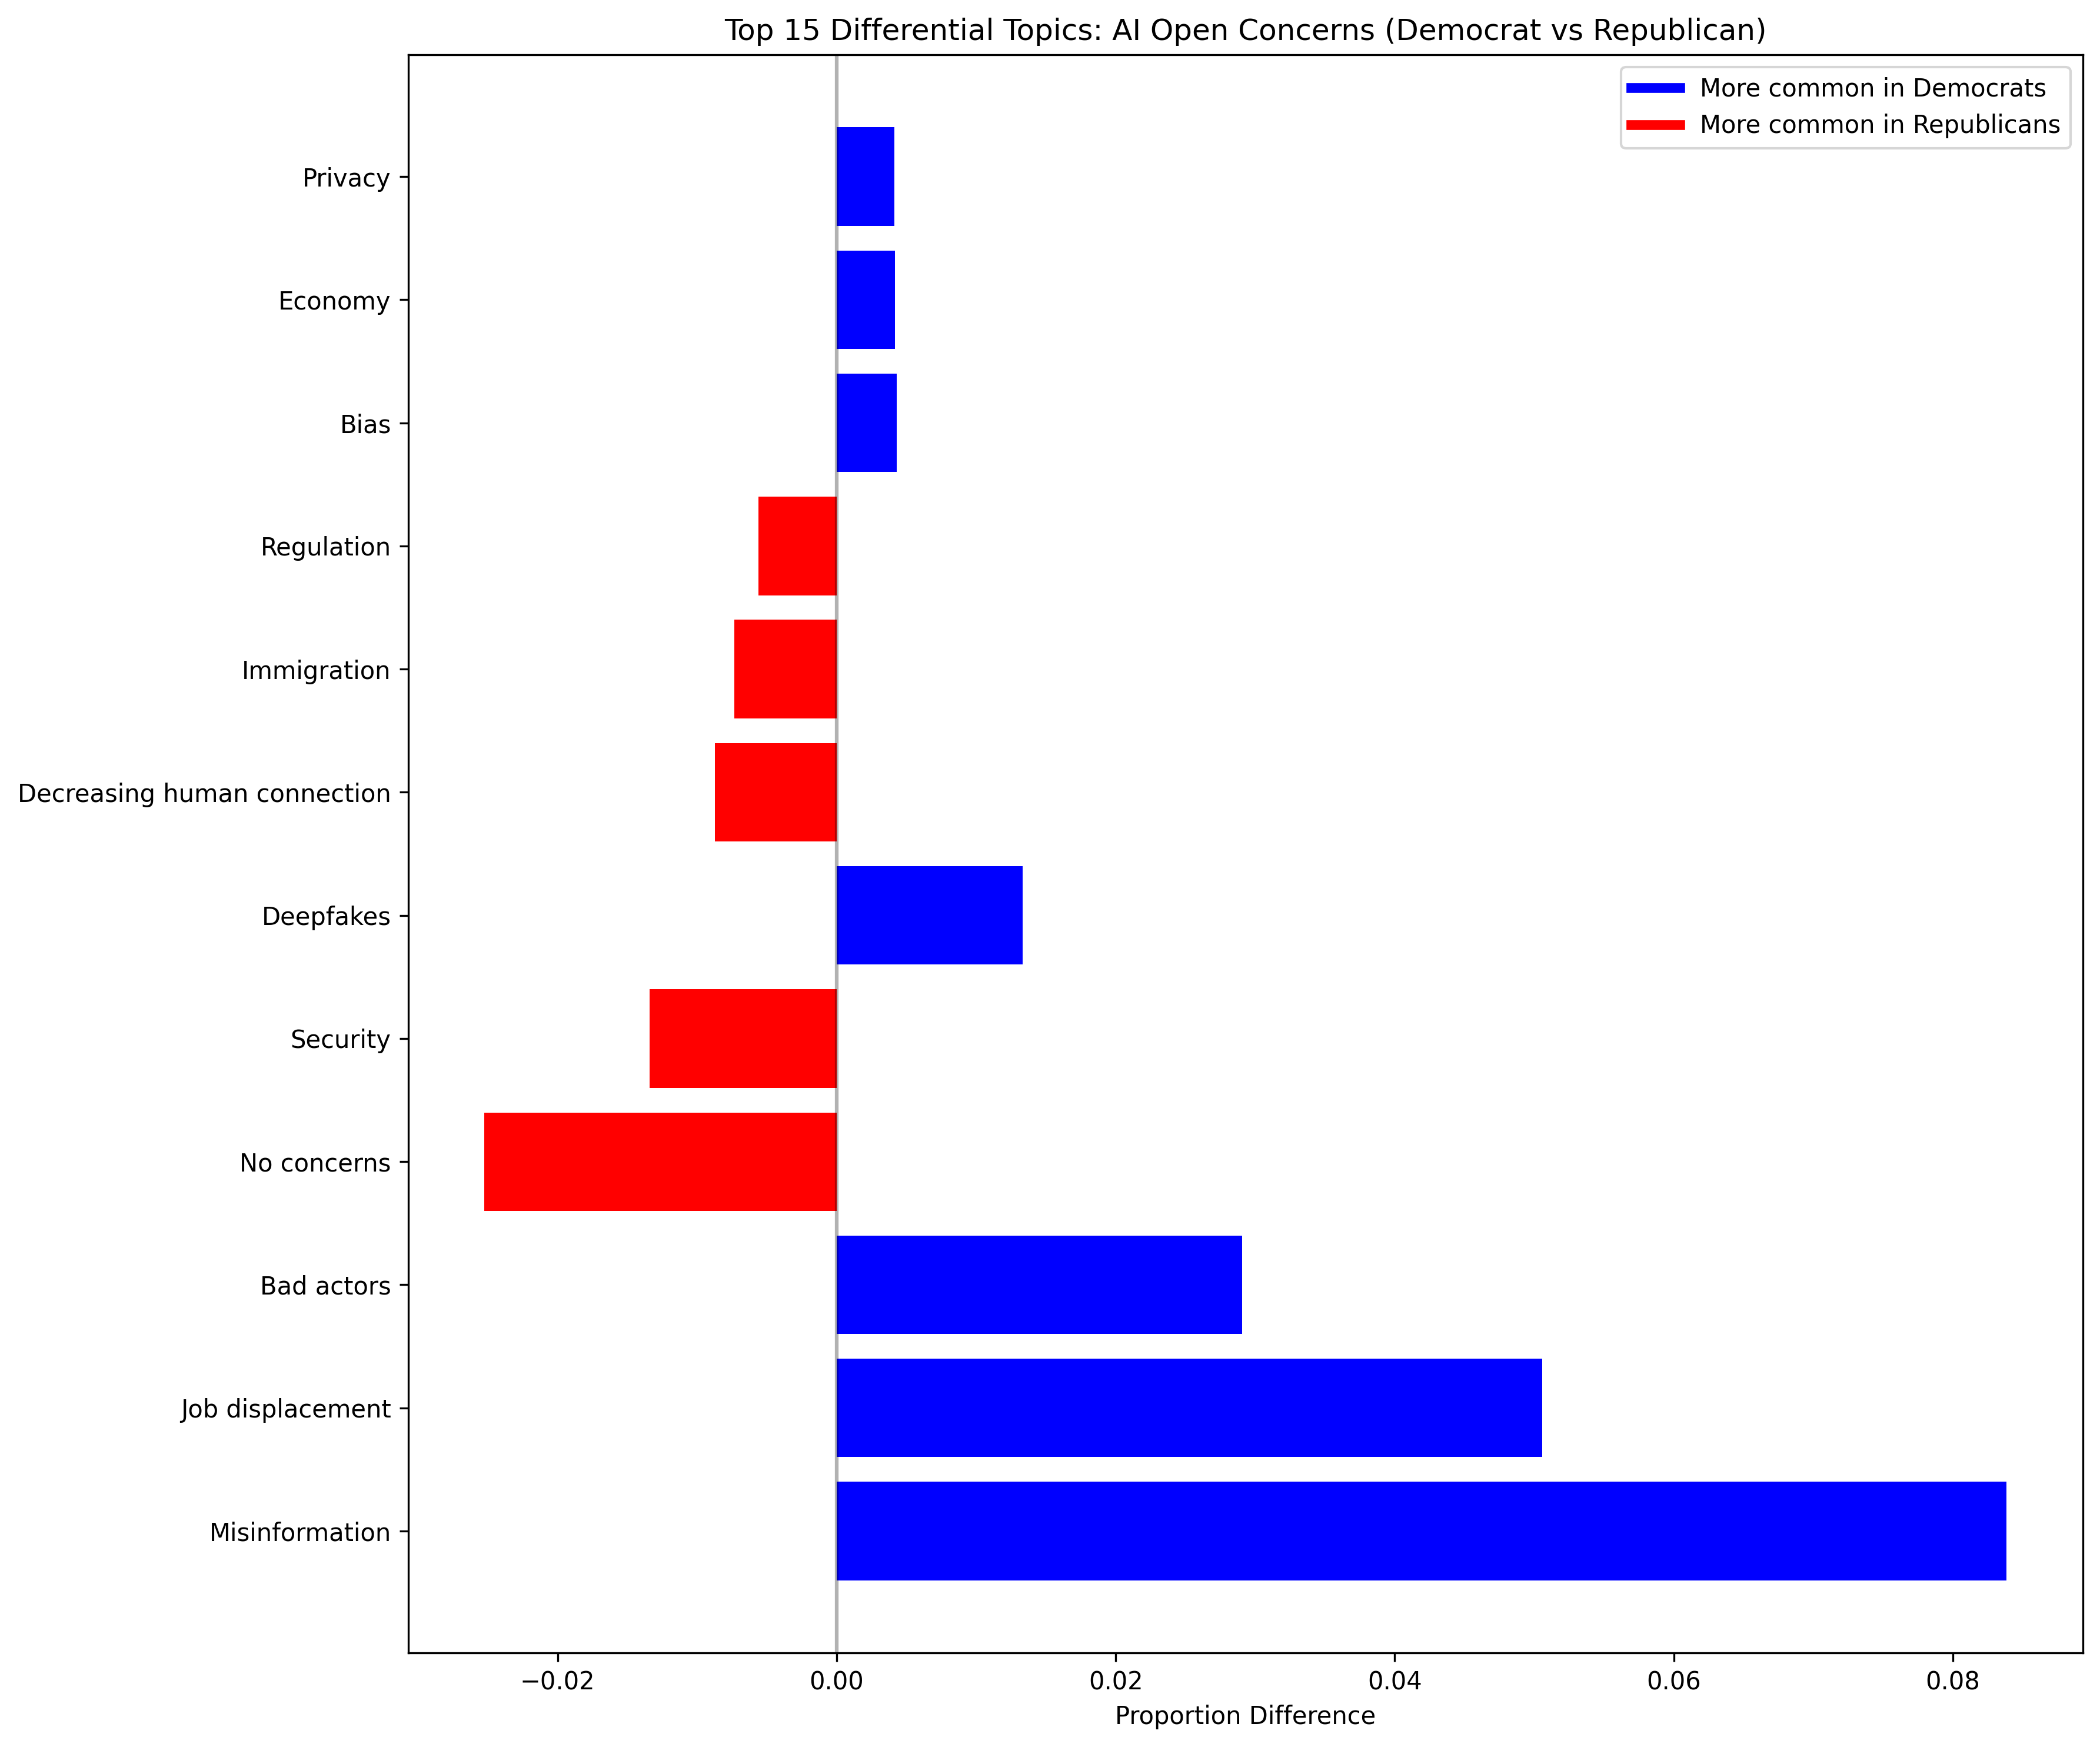 Top 15 Differential Topics: AI Open Concerns (Democrat vs Republican)
More common in Democrats
More common in Republicans
Privacy
Economy
Bias
Regulation
Immigration
Decreasing human connection
Deepfakes
Security
No concerns
Bad actors
Job displacement
Misinformation
−0.02 0.00 0.02 0.04 0.06 0.08
Proportion Difference